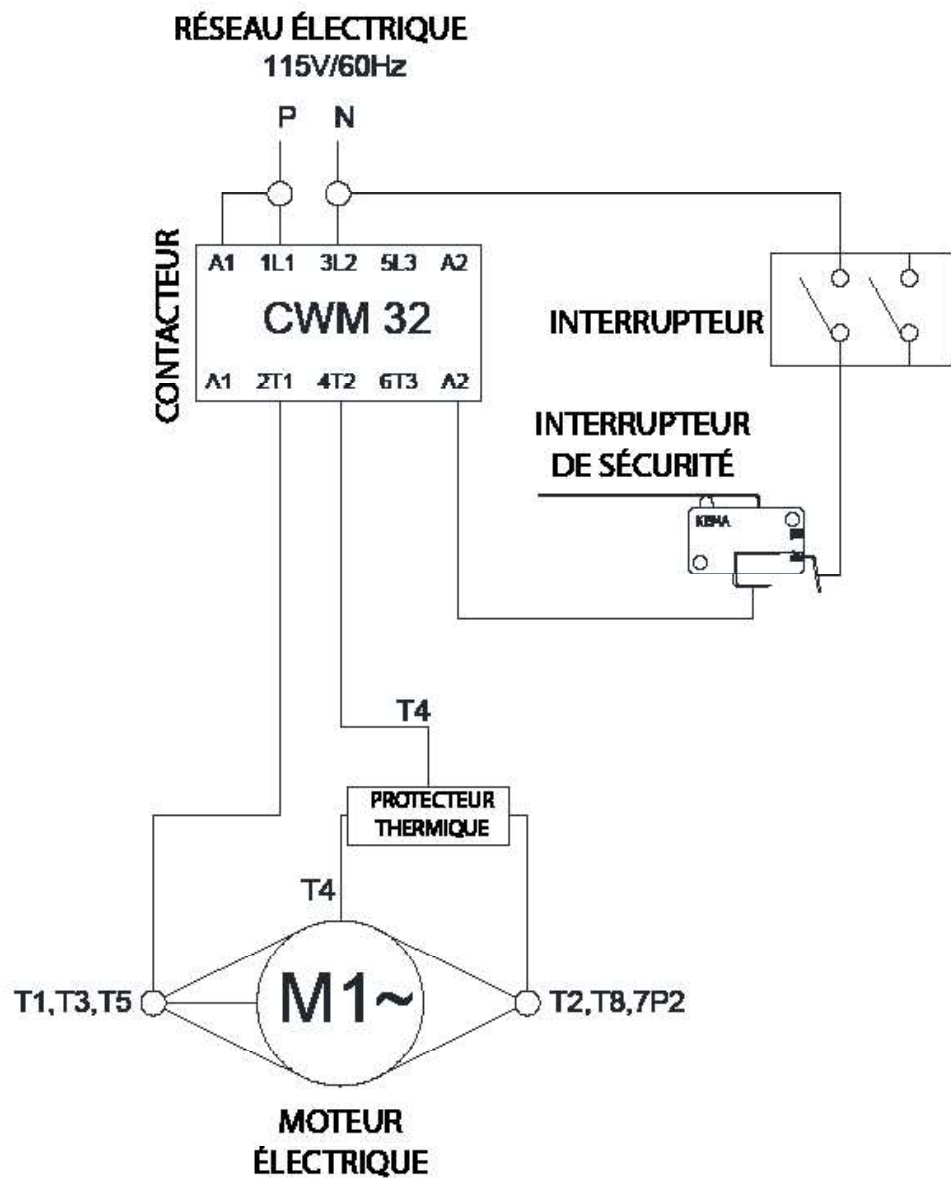 RÉSEAU ÉLECTRIQUE
115V/60Hz
P N
CONTACTEUR
A1 1L1 3L2 5L3 A2
CWM 32
A1 2T1 4T2 6T3 A2
INTERRUPTEUR
INTERRUPTEUR
DE SÉCURITÉ
T4
PROTECTEUR
THERMIQUE
T4
T1,T3,T5
M1~
T2,T8,7P2
MOTEUR
ÉLECTRIQUE